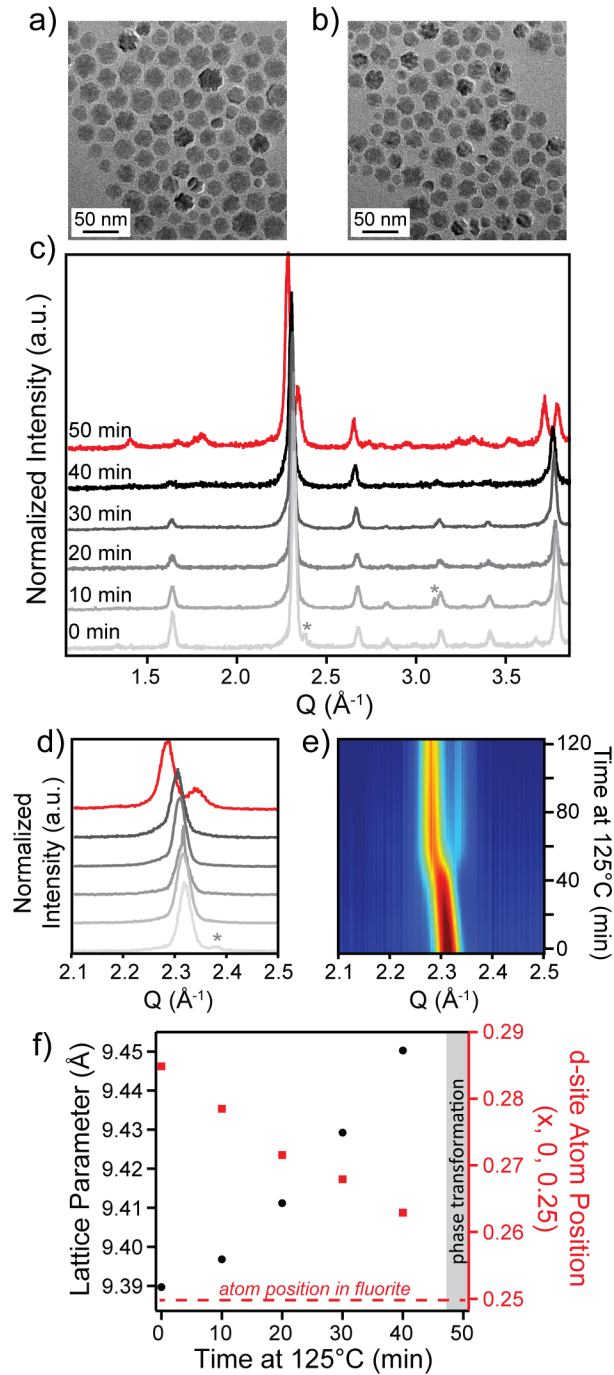 a)
b)
50 nm
50 nm
c)
Normalized Intensity (a.u.)
50 min
40 min
30 min
20 min
10 min
0 min
*
*
1.5 2.0 2.5 3.0 3.5
Q (Å-1)
d)
Normalized
Intensity (a.u.)
*
2.1 2.2 2.3 2.4 2.5
Q (Å-1)
e)
120
80
40
0
Time at 125°C (min)
2.1 2.2 2.3 2.4 2.5
Q (Å-1)
f)
Lattice Parameter (Å)
9.45
9.43
9.42
9.41
9.40
9.39
0.29
0.28
0.27
0.26
0.25
d-site Atom Position
(x, 0, 0.25)
phase transformation
atom position in fluorite
0 10 20 30 40 50
Time at 125°C (min)